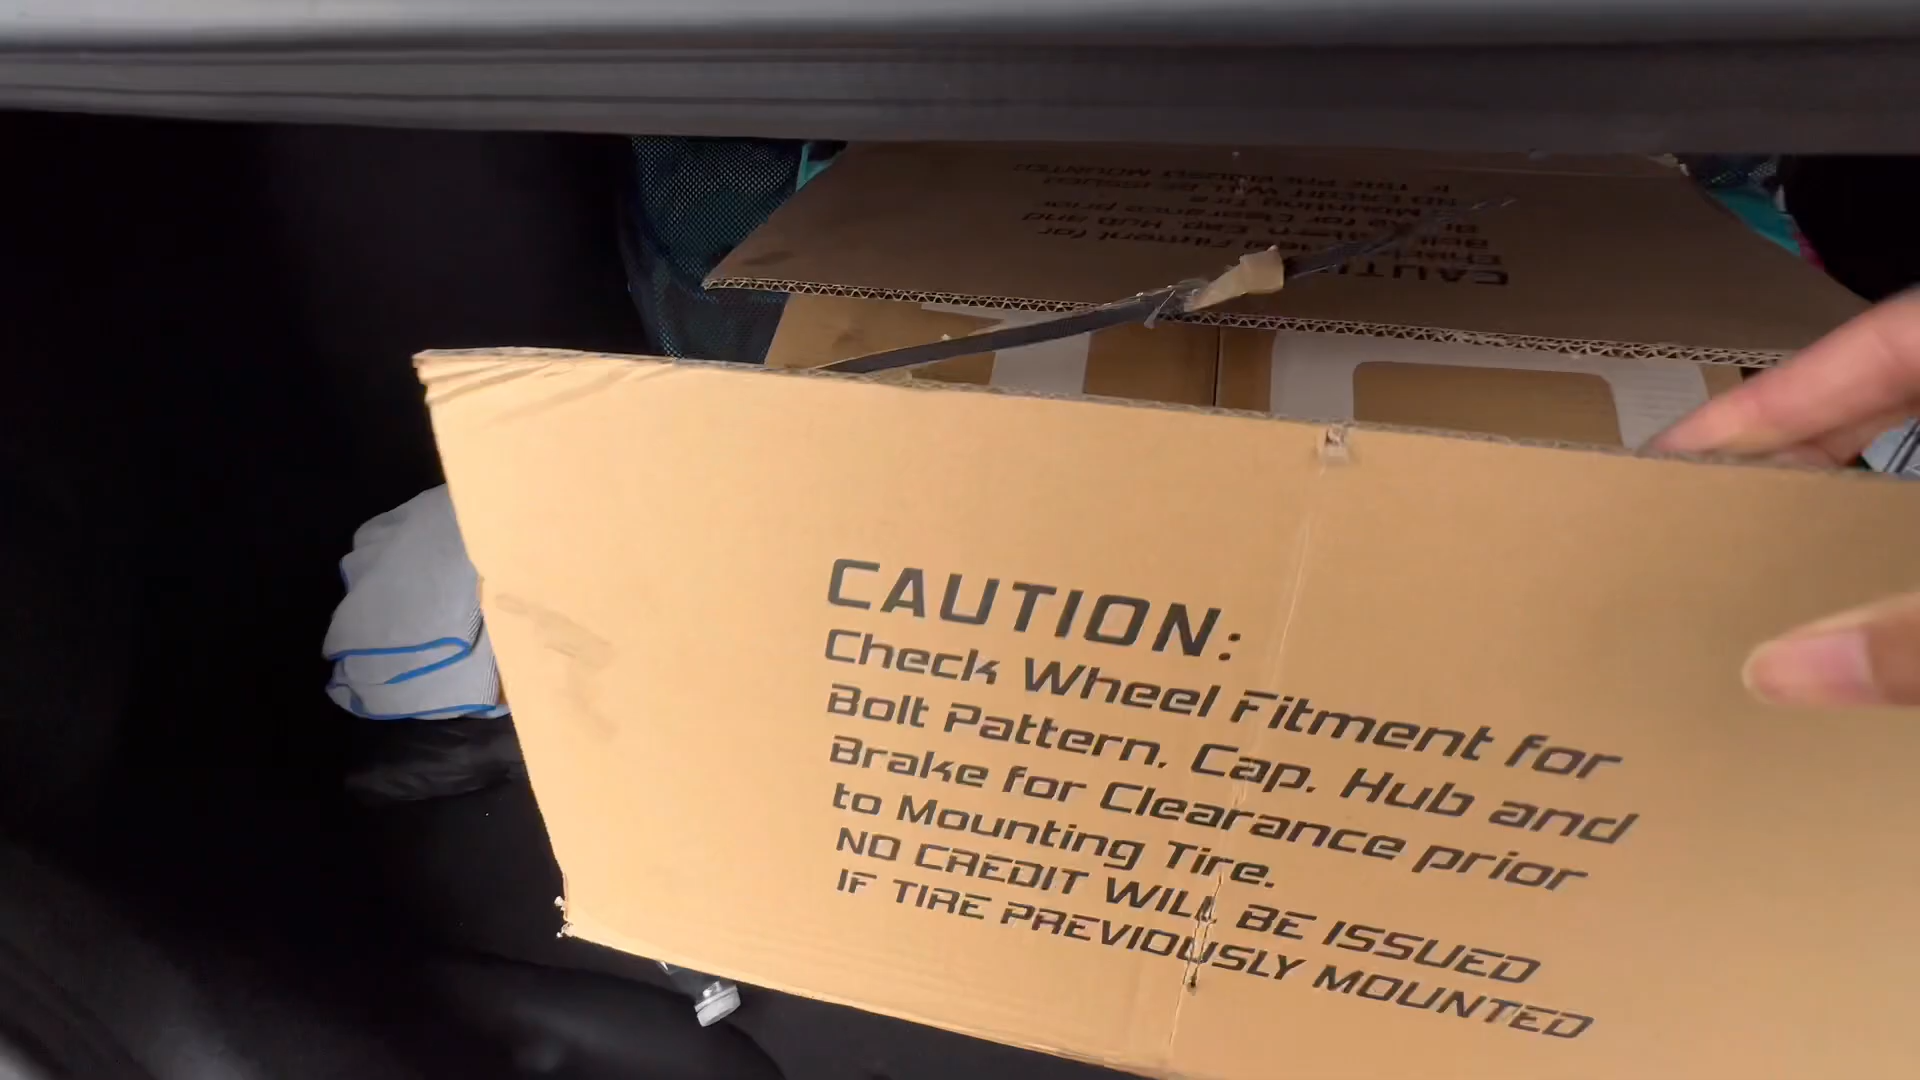 CAUTION:
Check Wheel Fitment for
Bolt Pattern, Cap, Hub and
Brake for Clearance prior
to Mounting Tire.
NO CREDIT WILL BE ISSUED
IF TIRE PREVIOUSLY MOUNTED